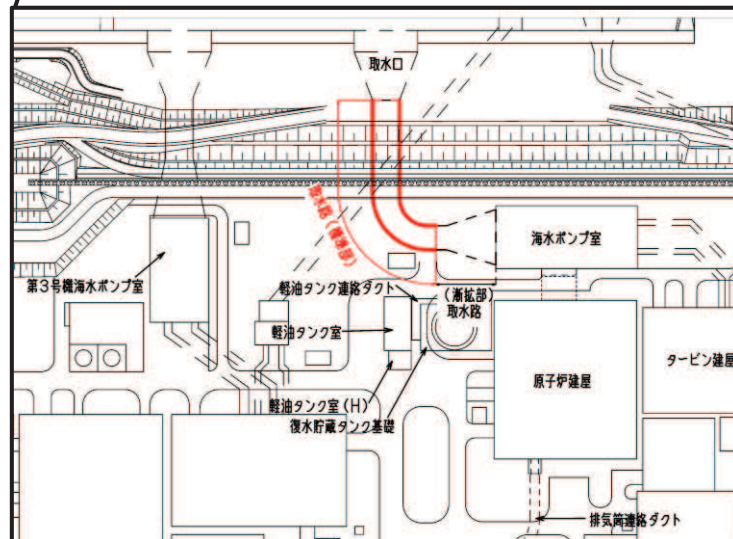 取水口
取水路(標準部)
海水ポンプ室
第3号機海水ポンプ室
軽油タンク連絡ダクト
(漸拡部)
取水路
軽油タンク室
タービン建屋
原子炉建屋
軽油タンク室(H)
復水貯蔵タンク基礎
排気筒連絡ダクト